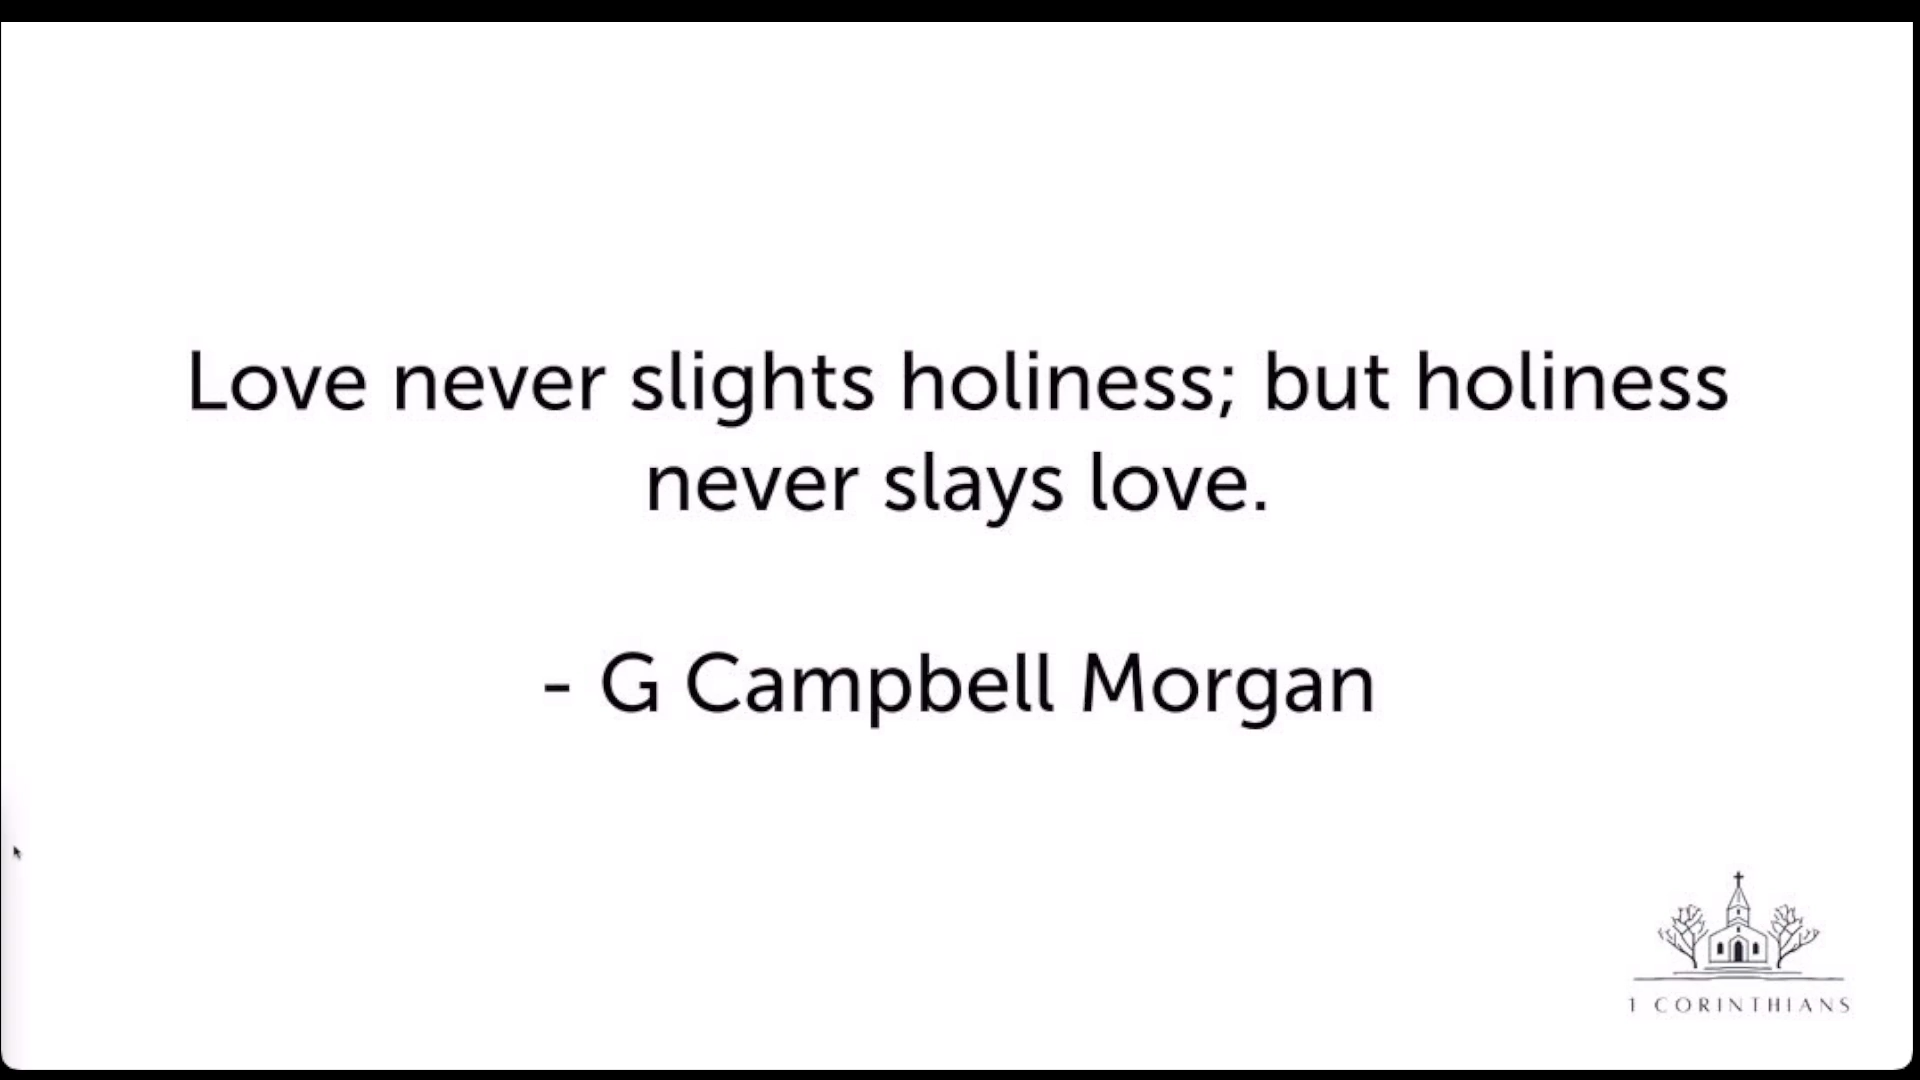 Love never slights holiness; but holiness
never slays love.
- G Campbell Morgan
1 CORINTHIANS